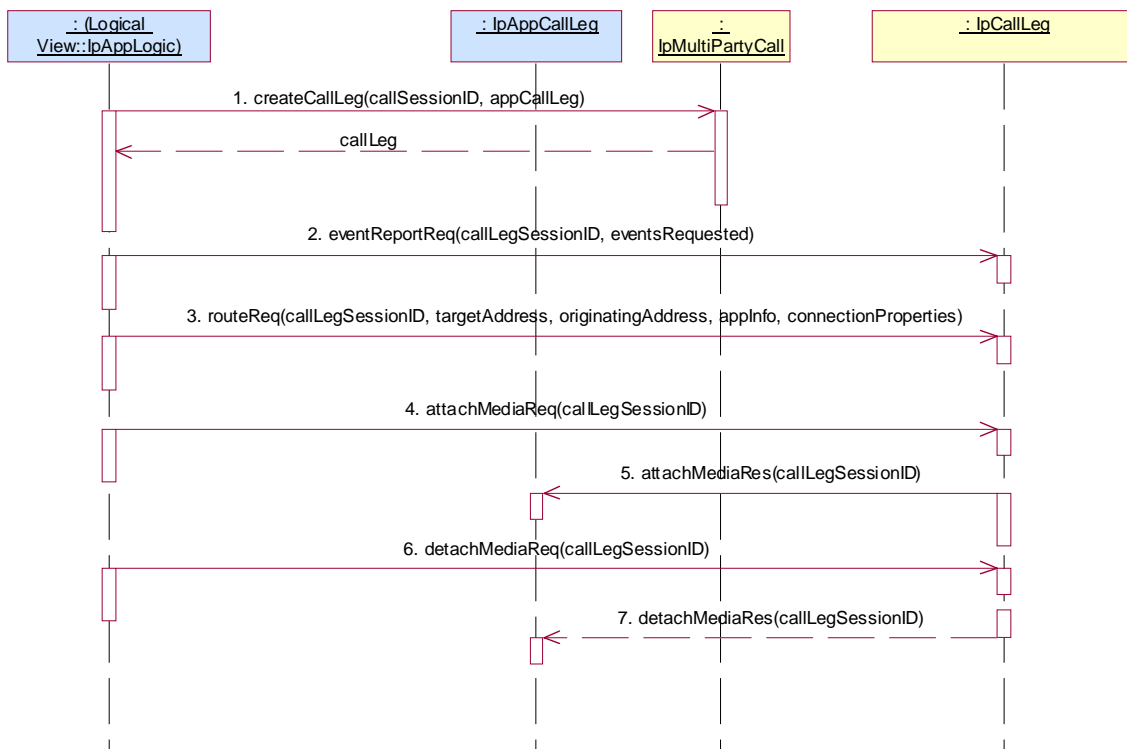 : (Logical
View::IpAppLogic)
: IpAppCallLeg
:
IpMultiPartyCall
: IpCallLeg
1. createCallLeg(callSessionID, appCallLeg)
callLeg
2. eventReportReq(callLegSessionID, eventsRequested)
3. routeReq(callLegSessionID, targetAddress, originatingAddress, appInfo, connectionProperties)
4. attachMediaReq(callLegSessionID)
5. attachMediaRes(callLegSessionID)
6. detachMediaReq(callLegSessionID)
7. detachMediaRes(callLegSessionID)